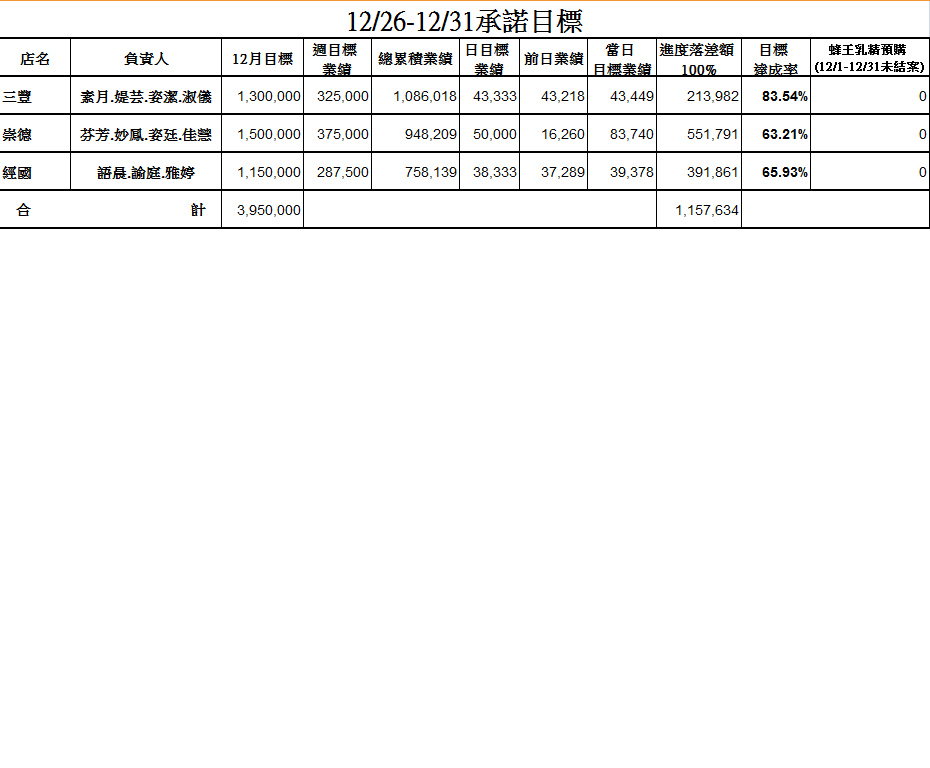 12/26-12/31承諾目標
店名 負責人 12月目標 週目標業績 總累積業績 日目標業績 前日業績 當日目標業績 進度落差額100% 目標達成率 蜂王乳精預購(12/1-12/31未結案)
三豐 素月.媞芸.姿潔.淑儀 1,300,000 325,000 1,086,018 43,333 43,218 43,449 213,982 83.54% 0
崇德 芬芳.妙鳳.姿廷.佳慧 1,500,000 375,000 948,209 50,000 16,260 83,740 551,791 63.21% 0
經國 語晨.諭庭.雅婷 1,150,000 287,500 758,139 38,333 37,289 39,378 391,861 65.93% 0
合計 3,950,000 1,157,634